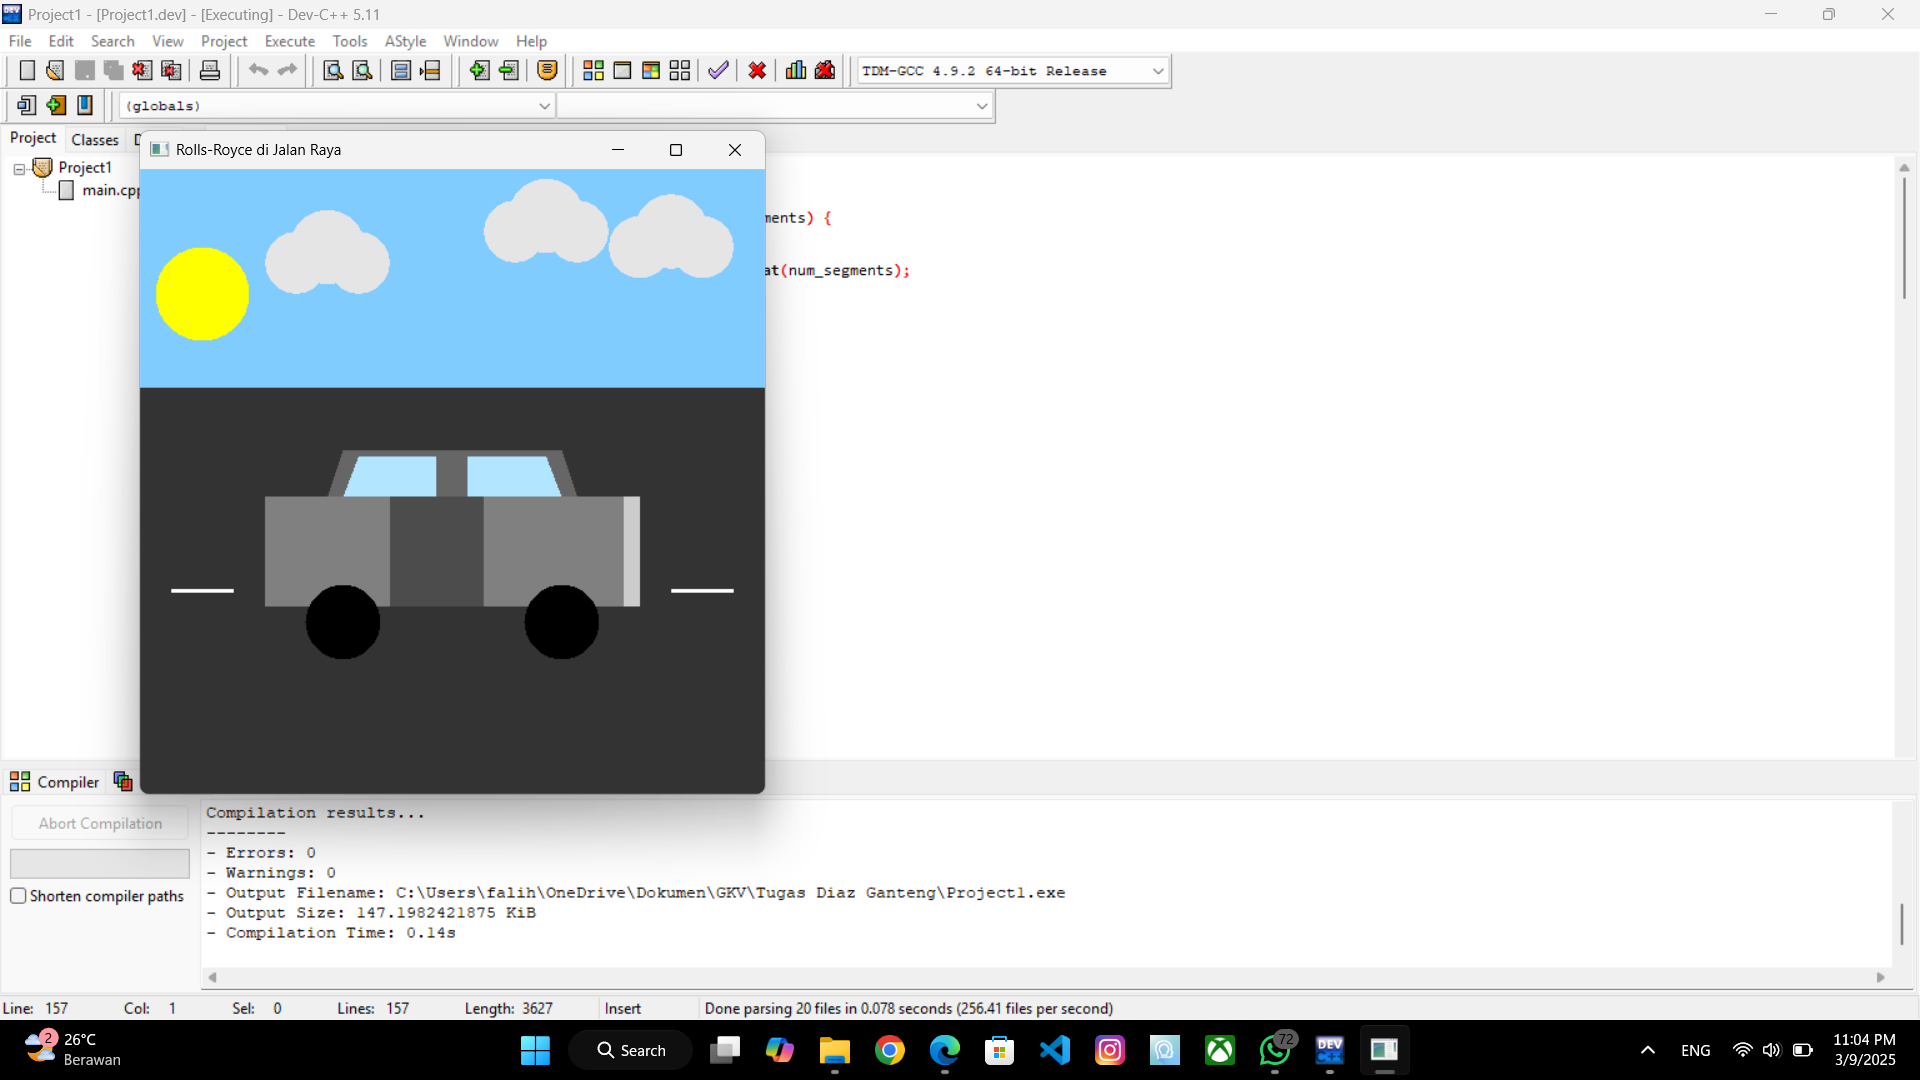 Project1 - [Project1.dev] - [Executing] - Dev-C++ 5.11
File Edit Search View Project Execute Tools AStyle Window Help
TDM-GCC 4.9.2 64-bit Release
(globals)
Project Classes D
Rolls-Royce di Jalan Raya
Project1
main.cpp
ments) {
at(num_segments);
Compiler
Abort Compilation
Shorten compiler paths
Compilation results...
--------
- Errors: 0
- Warnings: 0
- Output Filename: C:\Users\falih\OneDrive\Dokumen\GKV\Tugas Diaz Ganteng\Project1.exe
- Output Size: 147.1982421875 KiB
- Compilation Time: 0.14s
Line: 157 Col: 1 Sel: 0 Lines: 157 Length: 3627 Insert Done parsing 20 files in 0.078 seconds (256.41 files per second)
2
26°C
Berawan
Search
72
DEV
C++
ENG
11:04 PM
3/9/2025